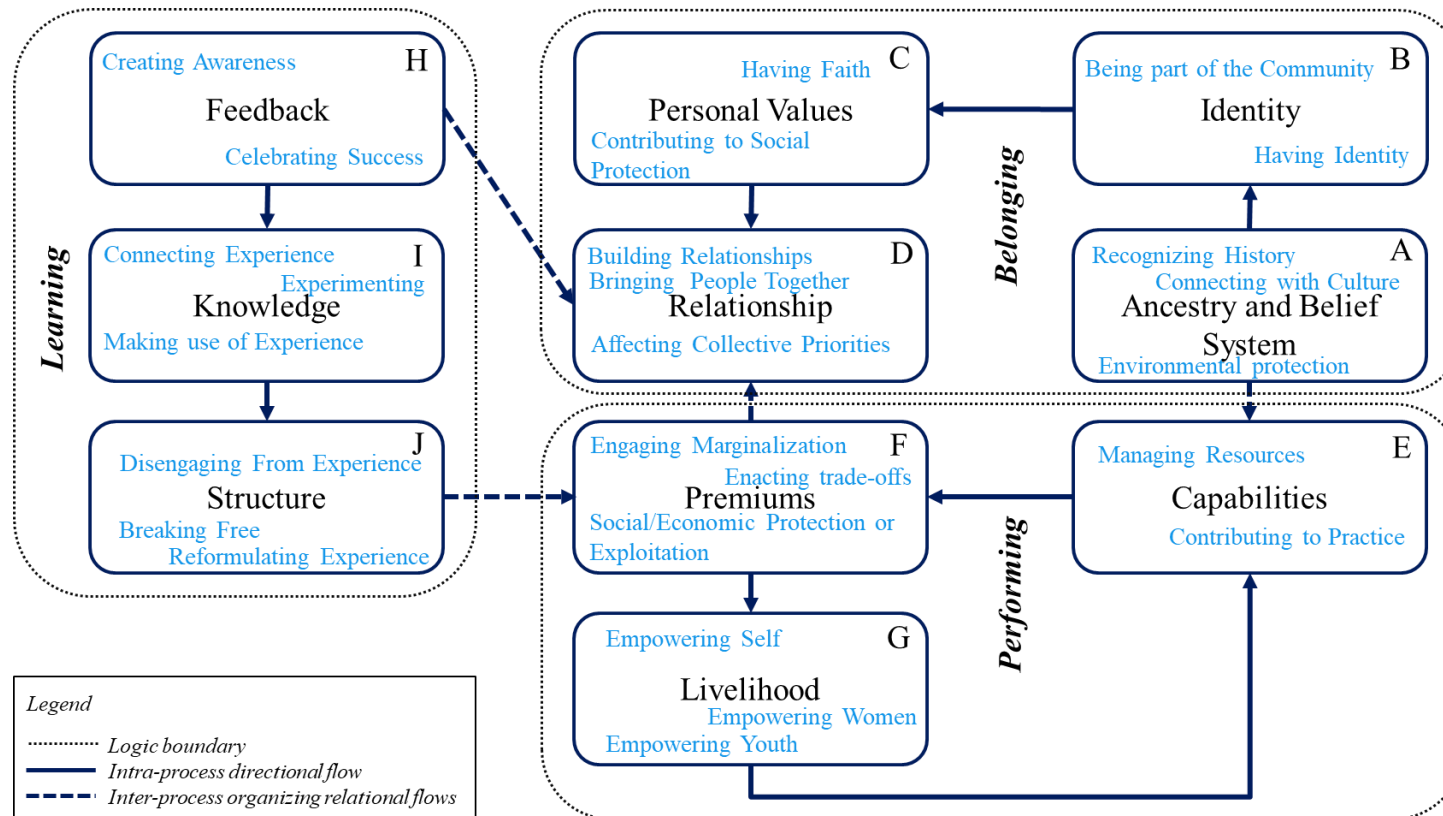 H
Creating Awareness
Feedback
Celebrating Success
I
Connecting Experience
Experimenting
Knowledge
Making use of Experience
J
Disengaging From Experience
Structure
Breaking Free
Reformulating Experience
Learning
C
Having Faith
Personal Values
Contributing to Social
Protection
B
Being part of the Community
Identity
Having Identity
D
Building Relationships
Bringing People Together
Relationship
Affecting Collective Priorities
Belonging
A
Recognizing History
Connecting with Culture
Ancestry and Belief
System
Environmental protection
F
Engaging Marginalization
Enacting trade-offs
Premiums
Social/Economic Protection or
Exploitation
E
Managing Resources
Capabilities
Contributing to Practice
Performing
G
Empowering Self
Livelihood
Empowering Women
Empowering Youth
Legend
Logic boundary
Intra-process directional flow
Inter-process organizing relational flows